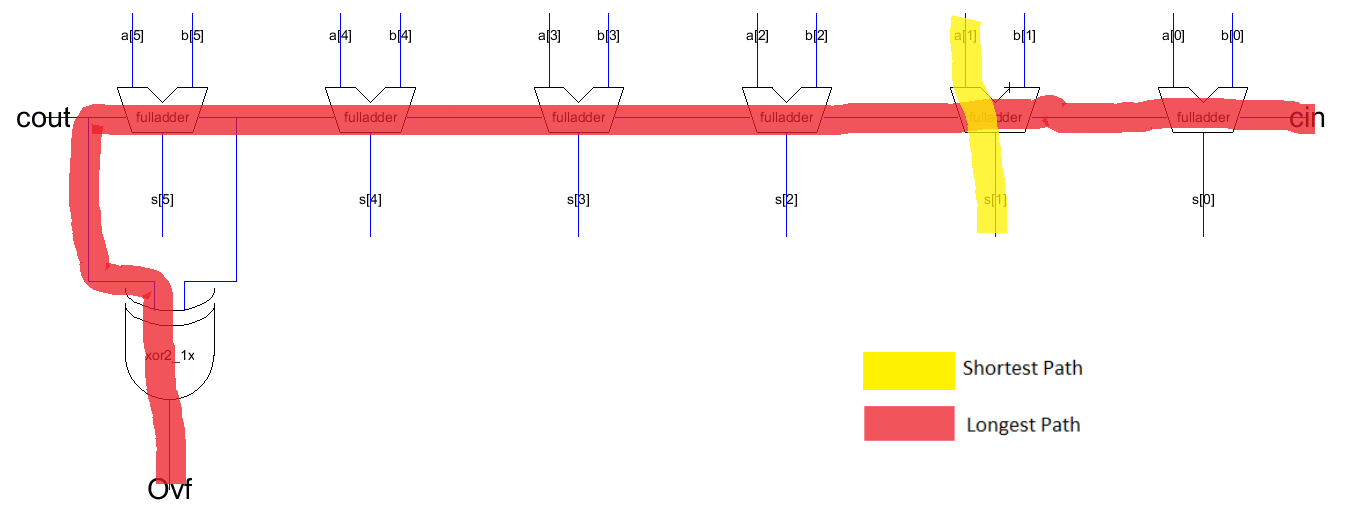 a[5] b[5] a[4] b[4] a[3] b[3] a[2] b[2] a[1] b[1] a[0] b[0]
cout fulladder fulladder fulladder fulladder fulladder fulladder cin
s[5] s[4] s[3] s[2] s[1] s[0]
xor2_1x
Shortest Path
Longest Path
Ovf